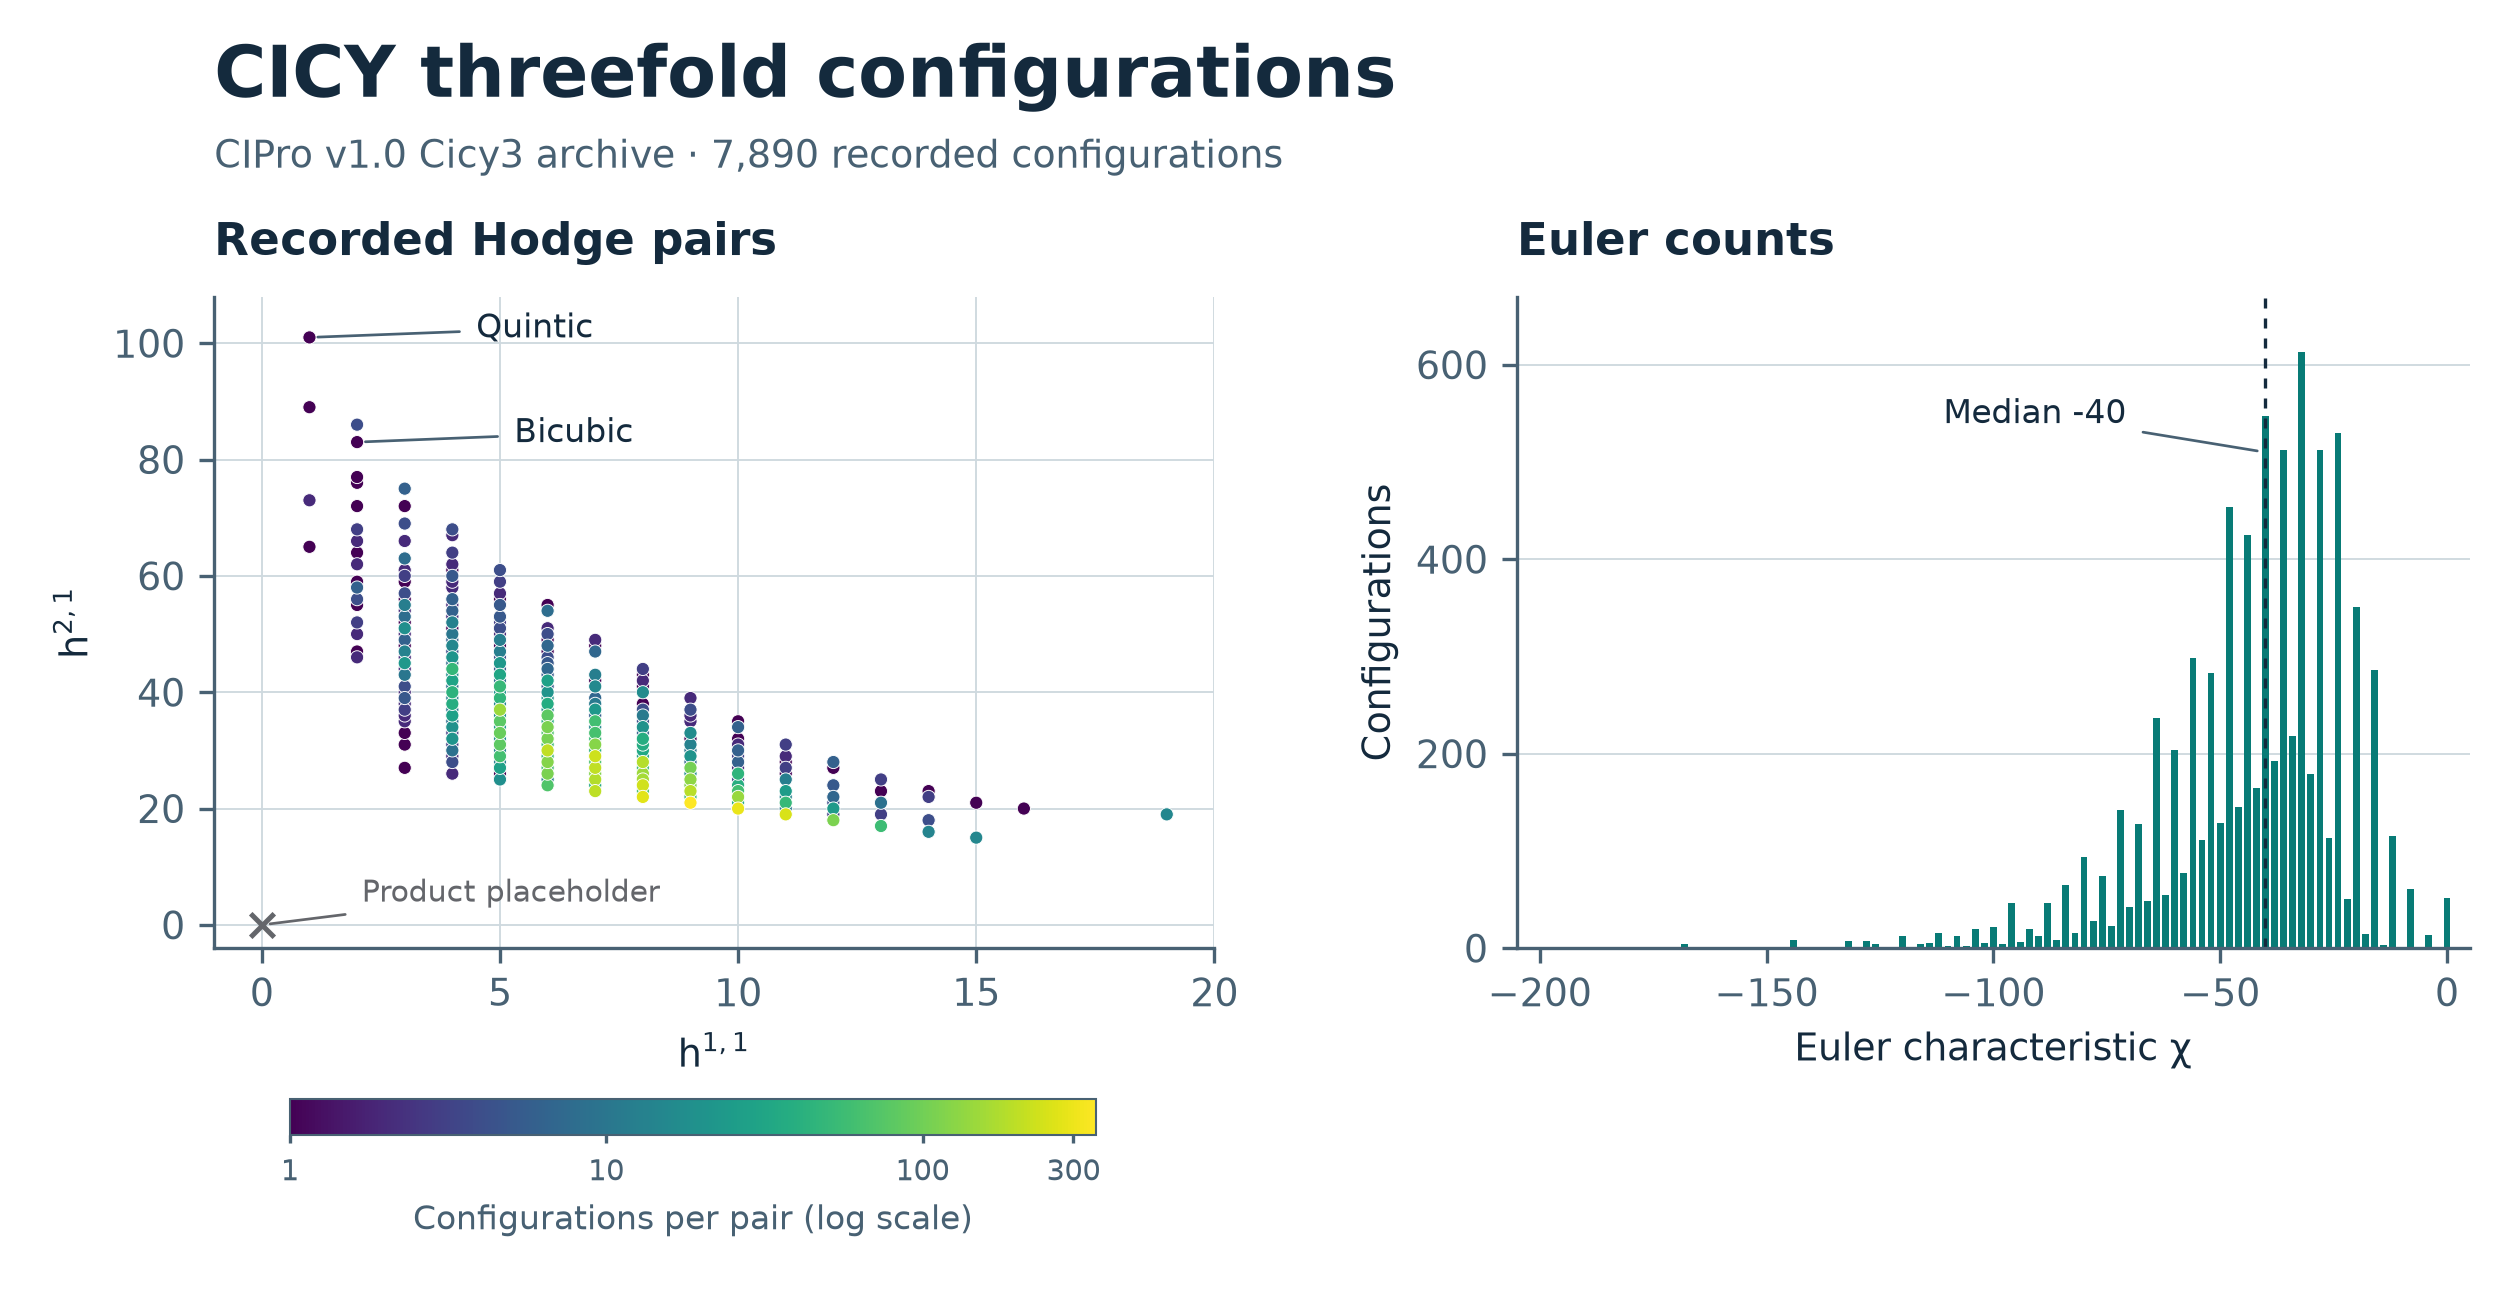 CICY threefold configurations
CIPro v1.0 Cicy3 archive · 7,890 recorded configurations
Recorded Hodge pairs
Quintic
Bicubic
Product placeholder
100
80
60
40
20
0
h^2,1
0 5 10 15 20
h^1,1
1 10 100 300
Configurations per pair (log scale)
Euler counts
Median -40
600
400
200
0
Configurations
−200 −150 −100 −50 0
Euler characteristic χ